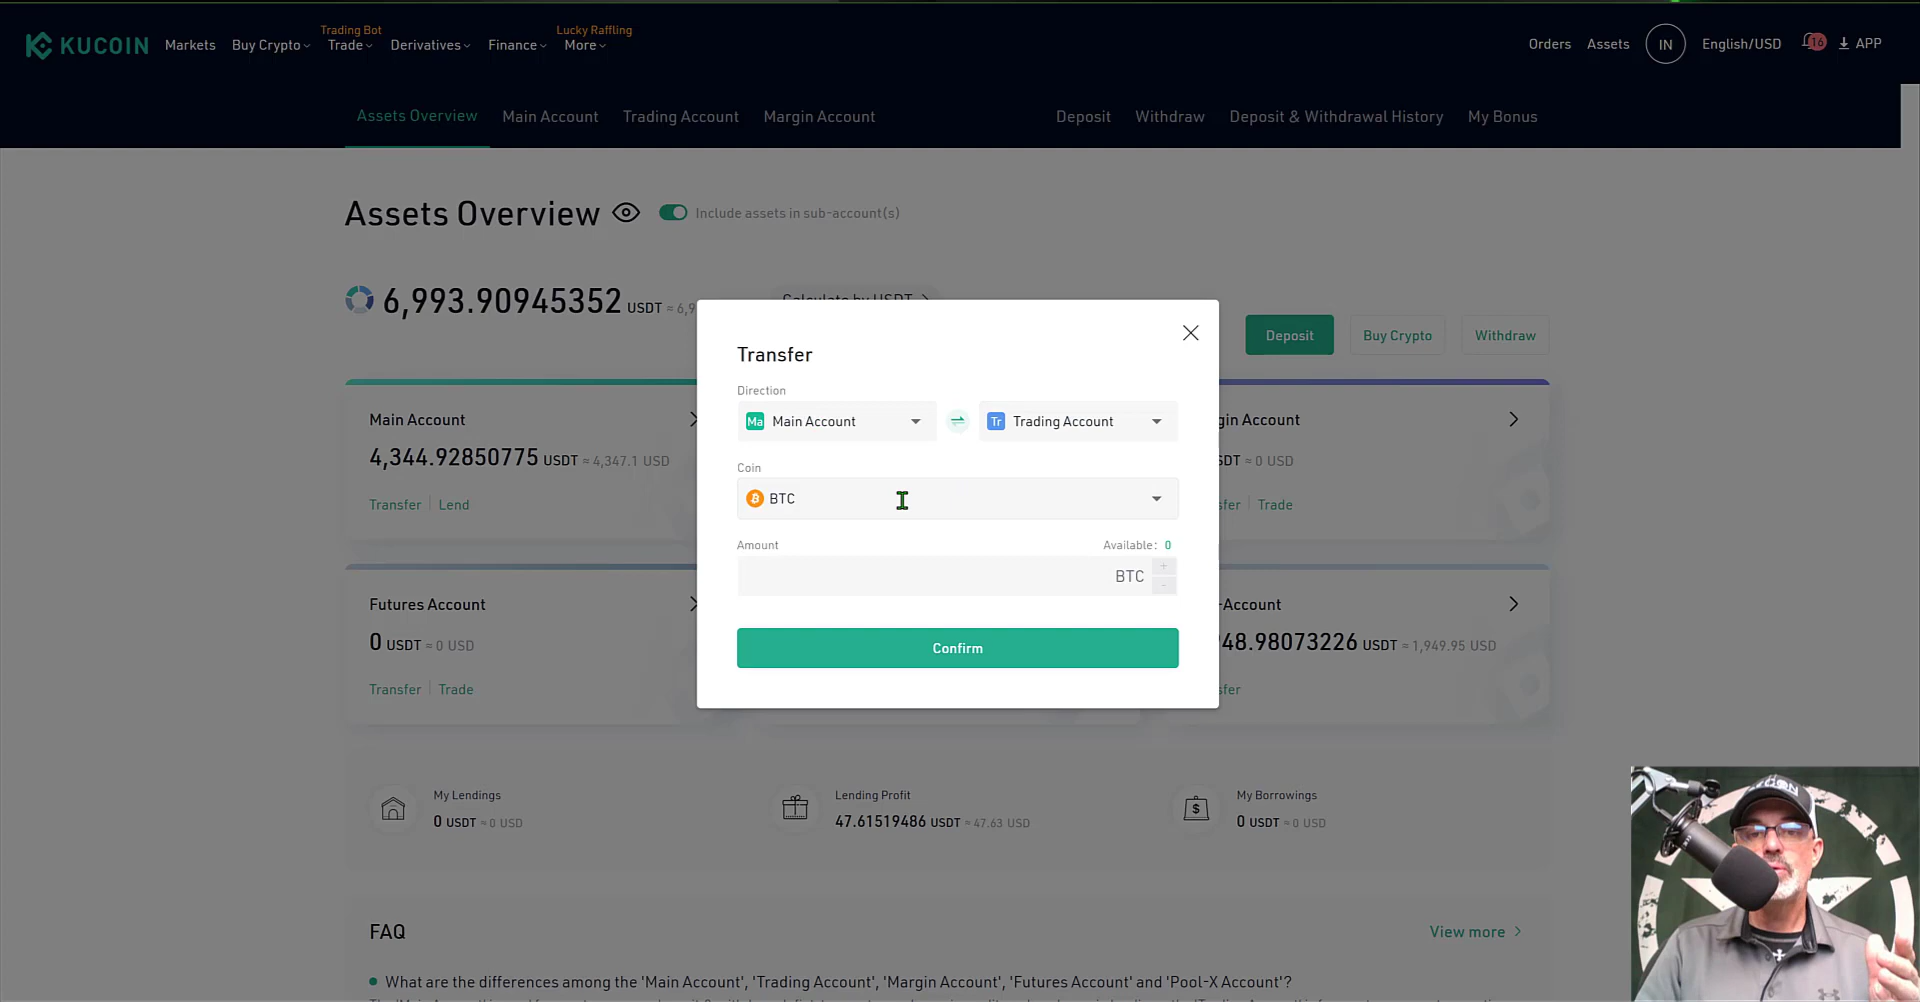 KUCOIN
Markets
Buy Crypto
Trading Bot
Trade
Derivatives
Finance
Lucky Raffling
More
Orders
Assets
IN
English/USD
16
APP
Assets Overview
Main Account
Trading Account
Margin Account
Deposit
Withdraw
Deposit & Withdrawal History
My Bonus
Assets Overview
Include assets in sub-account(s)
6,993.90945352 USDT ≈ 6,9
Calculate by USDT
Deposit
Buy Crypto
Withdraw
Main Account
4,344.92850775 USDT ≈ 4,347.1 USD
Transfer | Lend
gin Account
SDT ≈ 0 USD
sfer | Trade
Futures Account
0 USDT ≈ 0 USD
Transfer | Trade
-Account
48.98073226 USDT ≈ 1,949.95 USD
sfer
Transfer
Direction
Ma Main Account
Tr Trading Account
Coin
BTC
Amount
Available: 0
BTC
+
-
Confirm
My Lendings
0 USDT ≈ 0 USD
Lending Profit
47.61519486 USDT ≈ 47.63 USD
My Borrowings
0 USDT ≈ 0 USD
FAQ
View more
What are the differences among the 'Main Account', 'Trading Account', 'Margin Account', 'Futures Account' and 'Pool-X Account'?